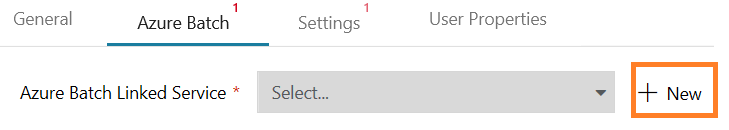 General Azure Batch 1 Settings 1 User Properties
Azure Batch Linked Service * Select... + New